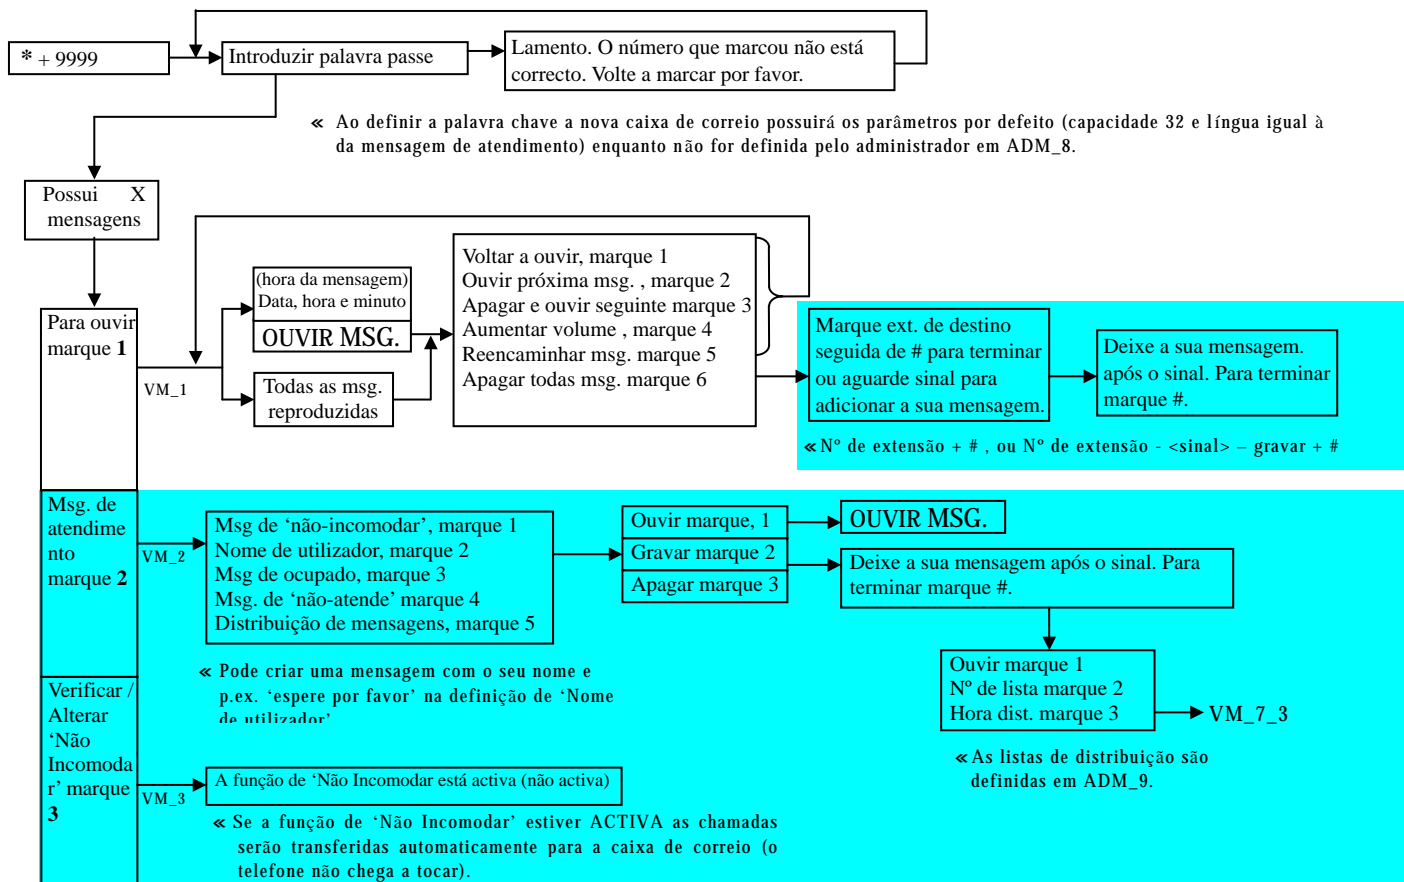 * + 9999
Introduzir palavra passe
Lamento. O número que marcou não está
correcto. Volte a marcar por favor.
« Ao definir a palavra chave a nova caixa de correio possuirá os parâmetros por defeito (capacidade 32 e língua igual à
da mensagem de atendimento) enquanto não for definida pelo administrador em ADM_8.
Possui X
mensagens
Para ouvir
marque 1
VM_1
(hora da mensagem)
Data, hora e minuto
OUVIR MSG.
Todas as msg.
reproduzidas
Voltar a ouvir, marque 1
Ouvir próxima msg. , marque 2
Apagar e ouvir seguinte marque 3
Aumentar volume , marque 4
Reencaminhar msg. marque 5
Apagar todas msg. marque 6
Marque ext. de destino
seguida de # para terminar
ou aguarde sinal para
adicionar a sua mensagem.
Deixe a sua mensagem.
após o sinal. Para terminar
marque #.
« Nº de extensão + # , ou Nº de extensão - <sinal> – gravar + #
Msg. de
atendime
nto
marque 2
VM_2
Msg de ‘não-incomodar’, marque 1
Nome de utilizador, marque 2
Msg de ocupado, marque 3
Msg. de ‘não-atende’ marque 4
Distribuição de mensagens, marque 5
Ouvir marque, 1
Gravar marque 2
Apagar marque 3
OUVIR MSG.
Deixe a sua mensagem após o sinal. Para
terminar marque #.
Ouvir marque 1
Nº de lista marque 2
Hora dist. marque 3
VM_7_3
« As listas de distribuição são
definidas em ADM_9.
« Pode criar uma mensagem com o seu nome e
p.ex. ‘espere por favor’ na definição de ‘Nome
de utilizador’
Verificar /
Alterar
‘Não
Incomoda
r’ marque
3
VM_3
A função de ‘Não Incomodar está activa (não activa)
« Se a função de ‘Não Incomodar’ estiver ACTIVA as chamadas
serão transferidas automaticamente para a caixa de correio (o
telefone não chega a tocar).